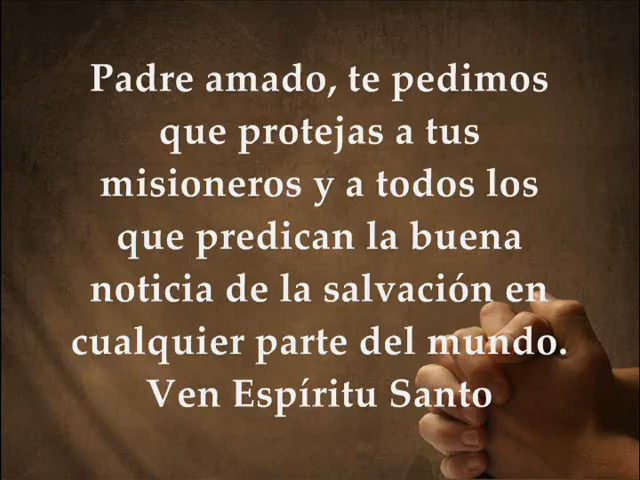 Padre amado, te pedimos
que protejas a tus
misioneros y a todos los
que predican la buena
noticia de la salvación en
cualquier parte del mundo.
Ven Espíritu Santo